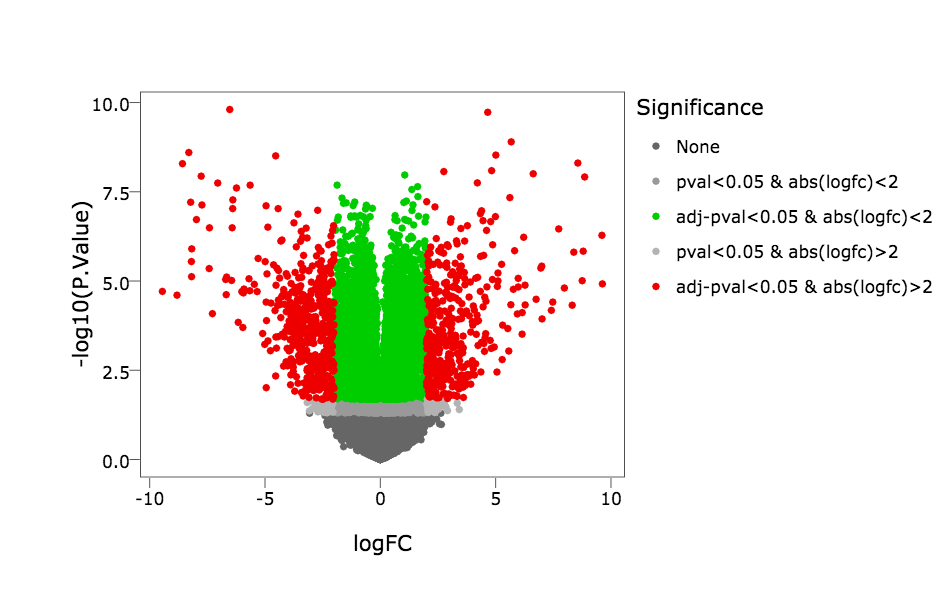 10.0
7.5
5.0
2.5
0.0
-log10(P.Value)
-10 -5 0 5 10
logFC
Significance
None
pval<0.05 & abs(logfc)<2
adj-pval<0.05 & abs(logfc)<2
pval<0.05 & abs(logfc)>2
adj-pval<0.05 & abs(logfc)>2